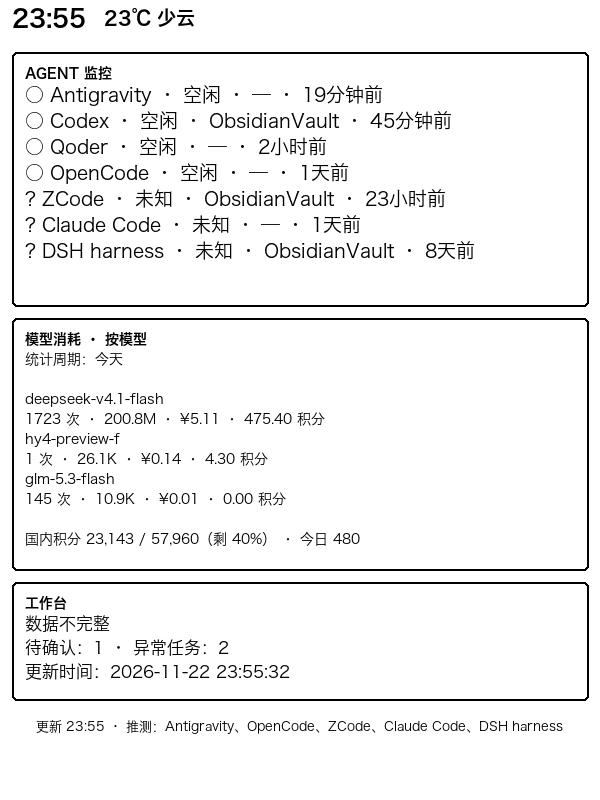 23:55 23℃ 少云
AGENT 监控
○ Antigravity · 空闲 · — · 19分钟前
○ Codex · 空闲 · ObsidianVault · 45分钟前
○ Qoder · 空闲 · — · 2小时前
○ OpenCode · 空闲 · — · 1天前
? ZCode · 未知 · ObsidianVault · 23小时前
? Claude Code · 未知 · — · 1天前
? DSH harness · 未知 · ObsidianVault · 8天前
模型消耗 · 按模型
统计周期：今天
deepseek-v4.1-flash
1723 次 · 200.8M · ¥5.11 · 475.40 积分
hy4-preview-f
1 次 · 26.1K · ¥0.14 · 4.30 积分
glm-5.3-flash
145 次 · 10.9K · ¥0.01 · 0.00 积分
国内积分 23,143 / 57,960（剩 40%） · 今日 480
工作台
数据不完整
待确认：1 · 异常任务：2
更新时间：2026-11-22 23:55:32
更新 23:55 · 推测：Antigravity、OpenCode、ZCode、Claude Code、DSH harness